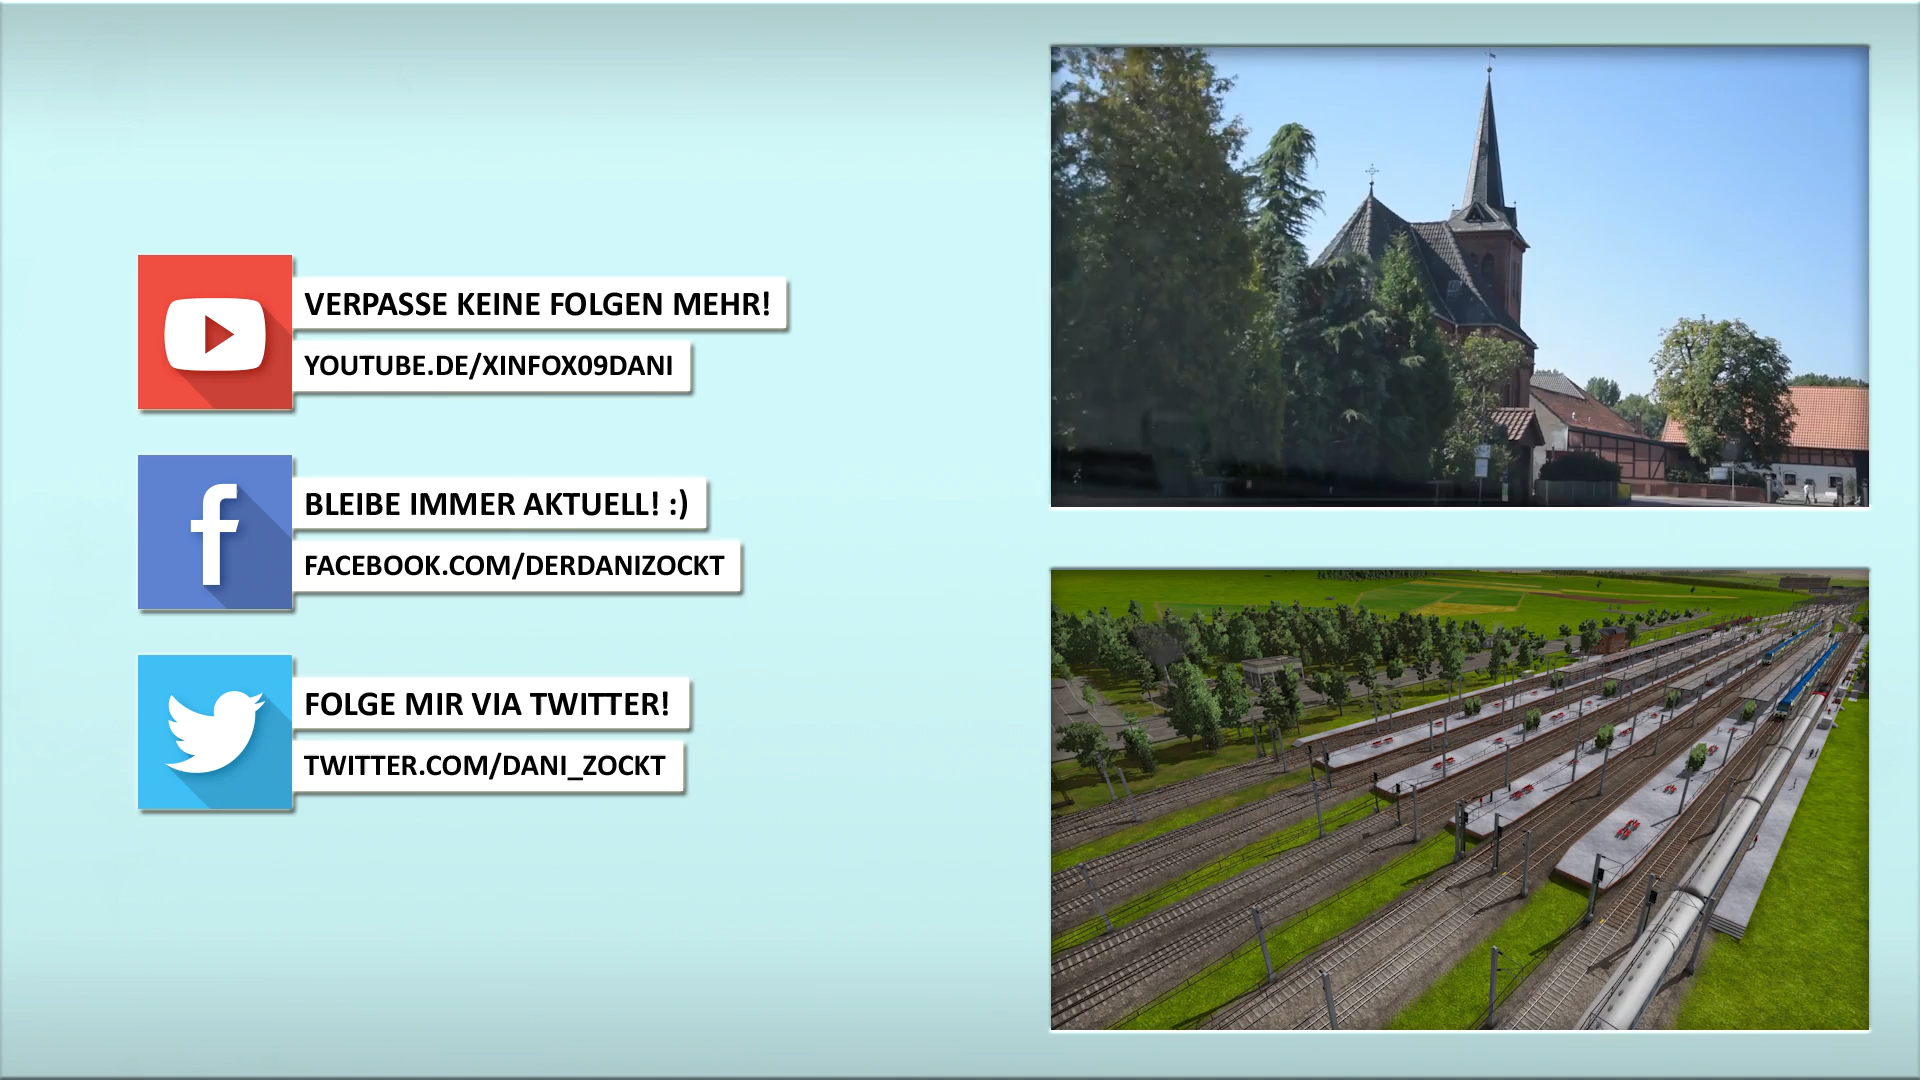 VERPASSE KEINE FOLGEN MEHR!
YOUTUBE.DE/XINFOX09DANI
BLEIBE IMMER AKTUELL! :)
FACEBOOK.COM/DERDANIZOCKT
FOLGE MIR VIA TWITTER!
TWITTER.COM/DANI_ZOCKT